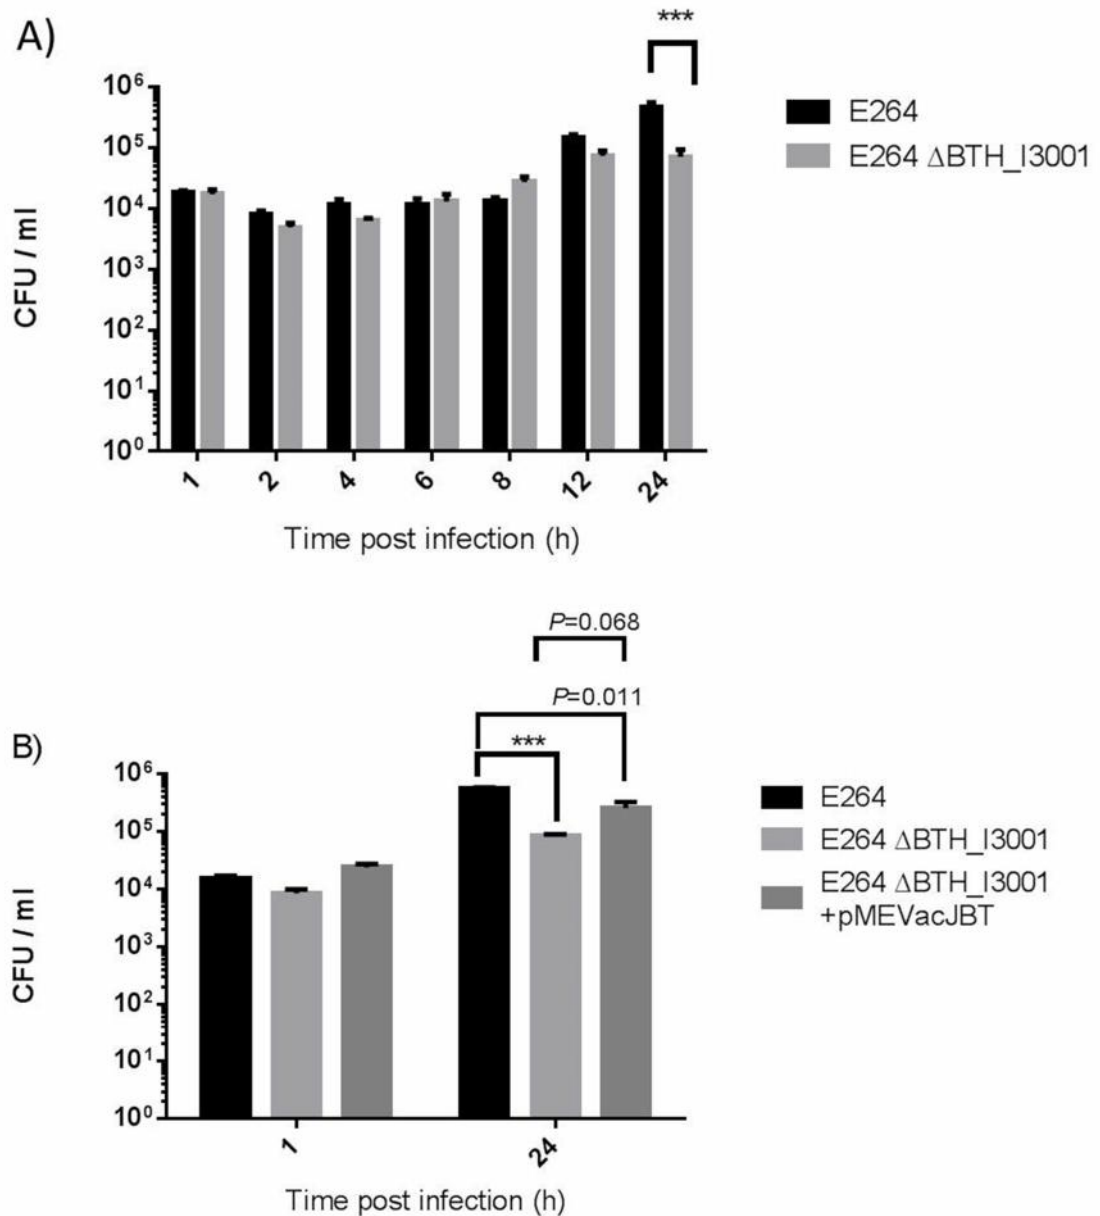 A)
***
10⁶
10⁵
10⁴
10³
10²
10¹
10⁰
CFU / ml
1 2 4 6 8 12 24
Time post infection (h)
E264
E264 ΔBTH_I3001
B)
P=0.068
P=0.011
***
10⁶
10⁵
10⁴
10³
10²
10¹
10⁰
CFU / ml
1 24
Time post infection (h)
E264
E264 ΔBTH_I3001
E264 ΔBTH_I3001
+pMEVacJBT